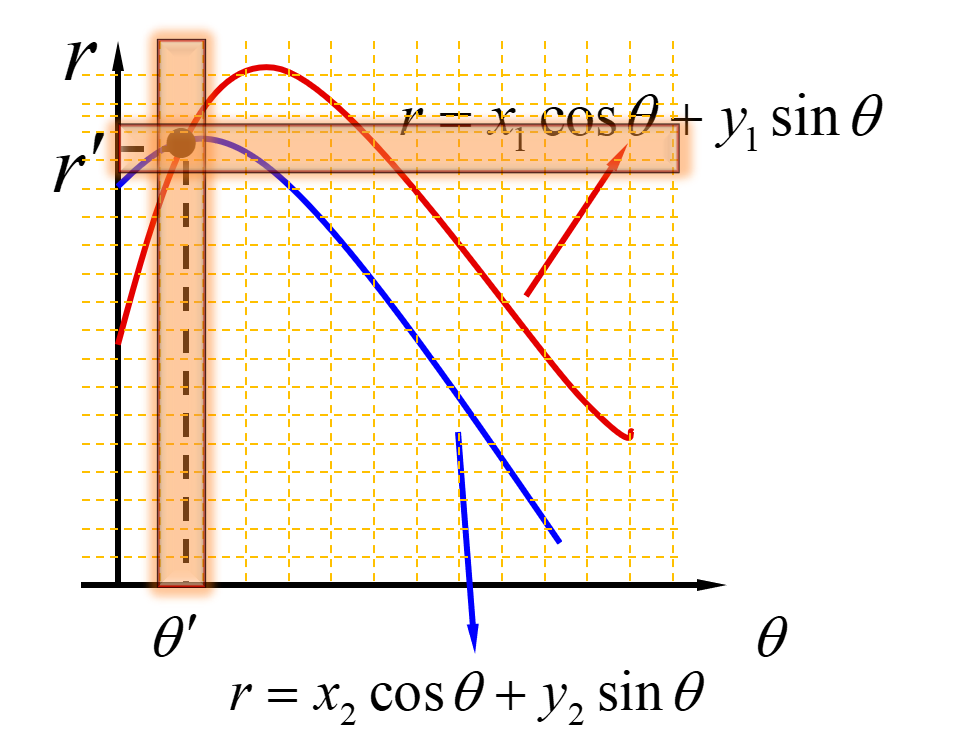 r
r = x₁ cos θ + y₁ sin θ
r′
θ′
θ
r = x₂ cos θ + y₂ sin θ